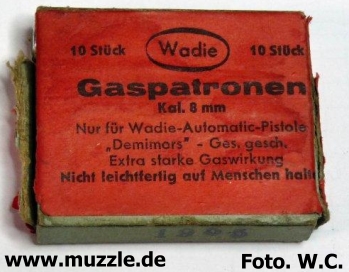 10 Stück Wadie 10 Stück
Gaspatronen
Kal. 8 mm
Nur für Wadie-Automatic-Pistole
„Demimors" - Ges. gesch.
Extra starke Gaswirkung
Nicht leichtfertig auf Menschen halt
www.muzzle.de Foto. W.C.